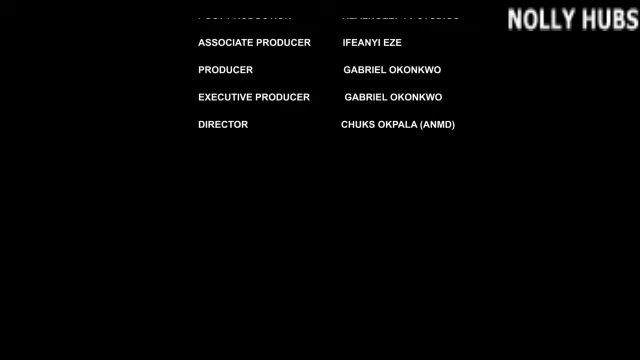 NOLLY HUBS
ASSOCIATE PRODUCER IFEANYI EZE
PRODUCER GABRIEL OKONKWO
EXECUTIVE PRODUCER GABRIEL OKONKWO
DIRECTOR CHUKS OKPALA (ANMD)